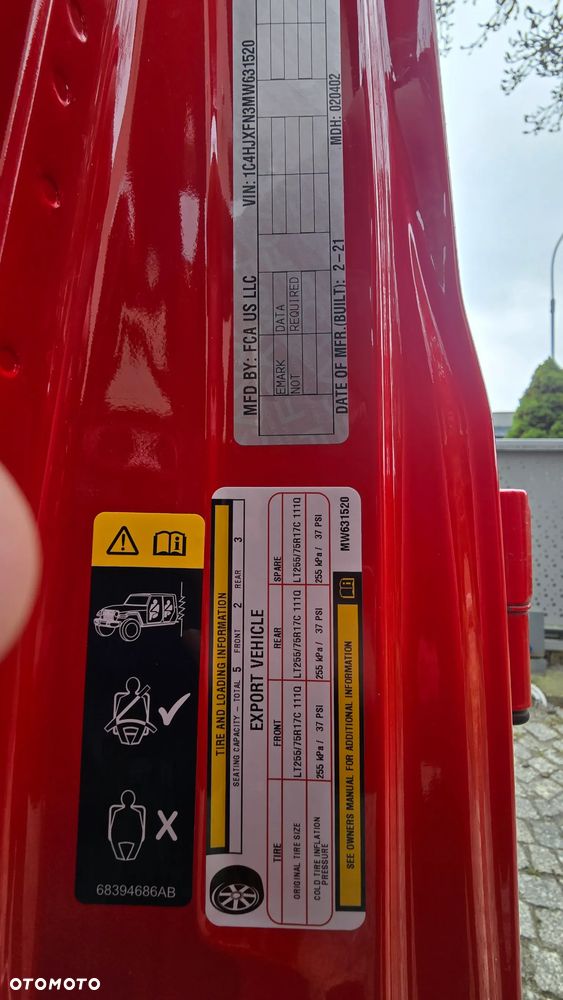 MFD BY: FCA US LLC VIN: 1C4HJXFN3MW631520
EMARK DATA
NOT REQUIRED
DATE OF MFR.(BUILT): 2-21 MDH: 020402
TIRE AND LOADING INFORMATION
SEATING CAPACITY - TOTAL 5 FRONT 2 REAR 3
EXPORT VEHICLE
TIRE FRONT REAR SPARE
ORIGINAL TIRE SIZE LT255/75R17C 111Q LT255/75R17C 111Q LT255/75R17C 111Q
COLD TIRE INFLATION PRESSURE 255 kPa / 37 PSI 255 kPa / 37 PSI 255 kPa / 37 PSI
SEE OWNERS MANUAL FOR ADDITIONAL INFORMATION
MW631520
68394686AB
OTOMOTO